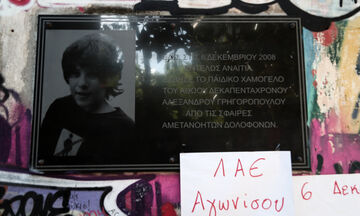 6 ΔΕΚΕΜΒΡΙΟΥ 2008
ΤΟ ΠΑΙΔΙΚΟ ΧΑΜΟΓΕΛΟ
ΤΟΥ ΑΘΩΟΥ ΔΕΚΑΠΕΝΤΑΧΡΟΝΟΥ
ΑΛΕΞΑΝΔΡΟΥ ΓΡΗΓΟΡΟΠΟΥΛΟΥ
ΑΠΟ ΤΙΣ ΣΦΑΙΡΕΣ
ΑΜΕΤΑΝΟΗΤΩΝ ΔΟΛΟΦΟΝΩΝ.
ΛΑΕ
Αγωνίσου
6 Δεκ